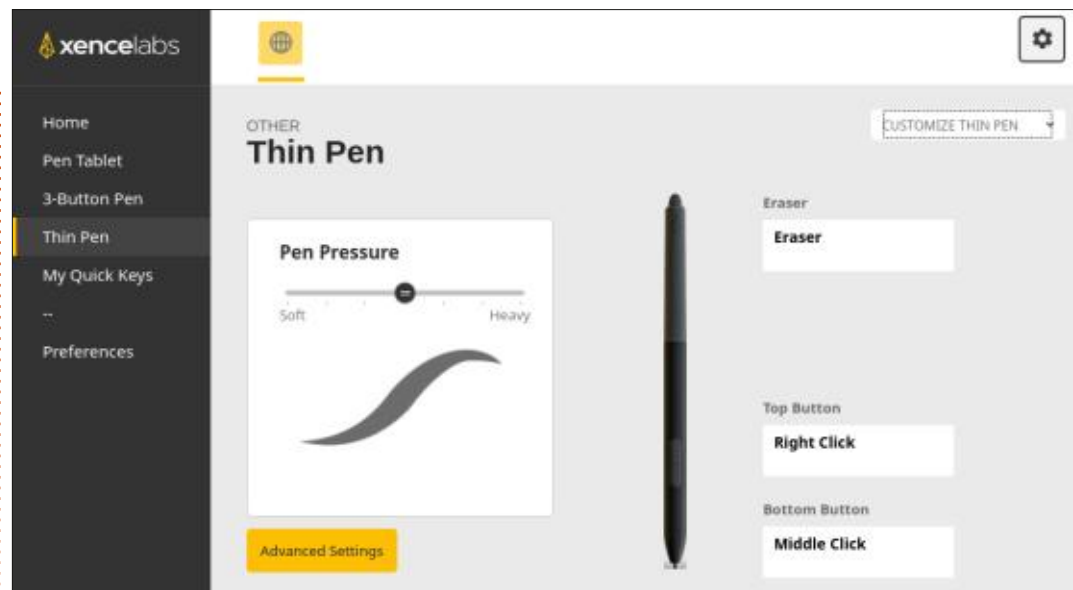 xencelabs
Home
Pen Tablet
3-Button Pen
Thin Pen
My Quick Keys
--
Preferences
OTHER
Thin Pen
CUSTOMIZE THIN PEN
Pen Pressure
Soft Heavy
Advanced Settings
Eraser
Eraser
Top Button
Right Click
Bottom Button
Middle Click